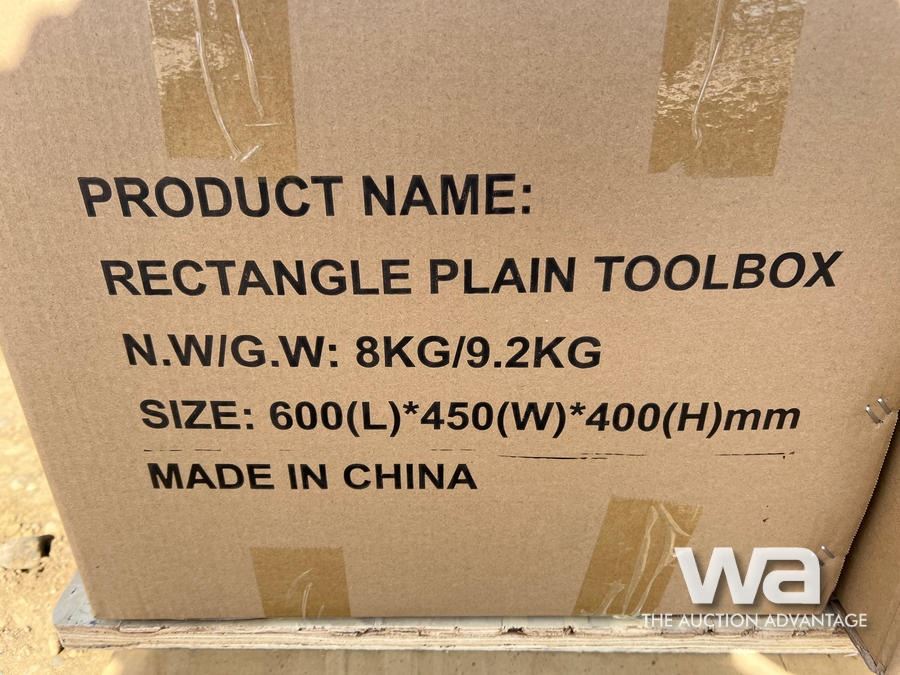 PRODUCT NAME:
RECTANGLE PLAIN TOOLBOX
N.W/G.W: 8KG/9.2KG
SIZE: 600(L)*450(W)*400(H)mm
MADE IN CHINA
wa
THE AUCTION ADVANTAGE